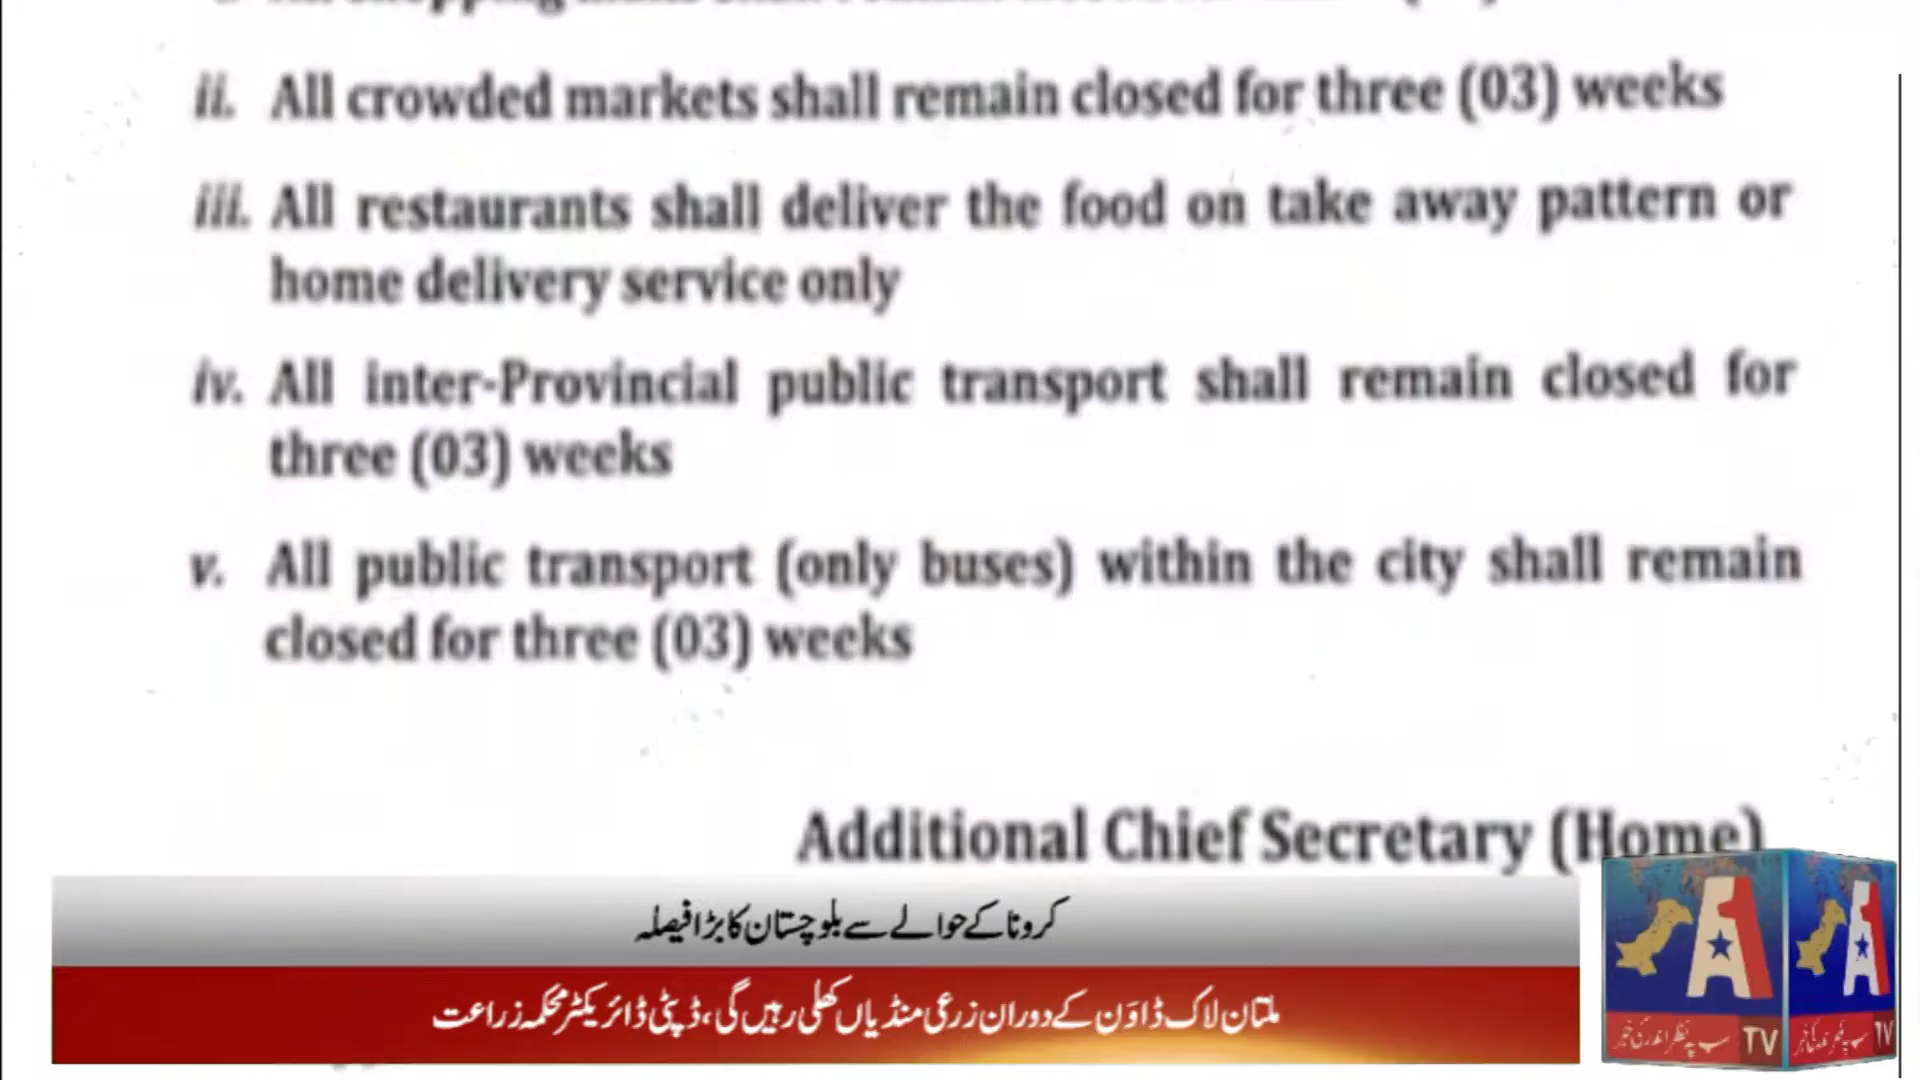 ii. All crowded markets shall remain closed for three (03) weeks
iii. All restaurants shall deliver the food on take away pattern or
home delivery service only
iv. All inter-Provincial public transport shall remain closed for
three (03) weeks
v. All public transport (only buses) within the city shall remain
closed for three (03) weeks
Additional Chief Secretary (Home)
کرونا کے حوالے سے بلوچستان کا بڑا فیصلہ
ملتان لاک ڈاؤن کے دوران زرعی منڈیاں کھلی رہیں گی، ڈپٹی ڈائریکٹر محکمہ زراعت
A A
TV TV